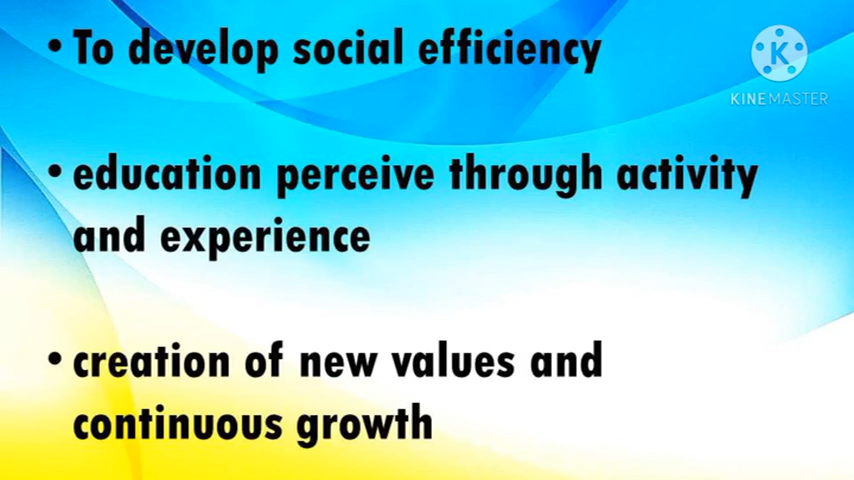 • To develop social efficiency
KINEMASTER
• education perceive through activity
and experience
• creation of new values and
continuous growth